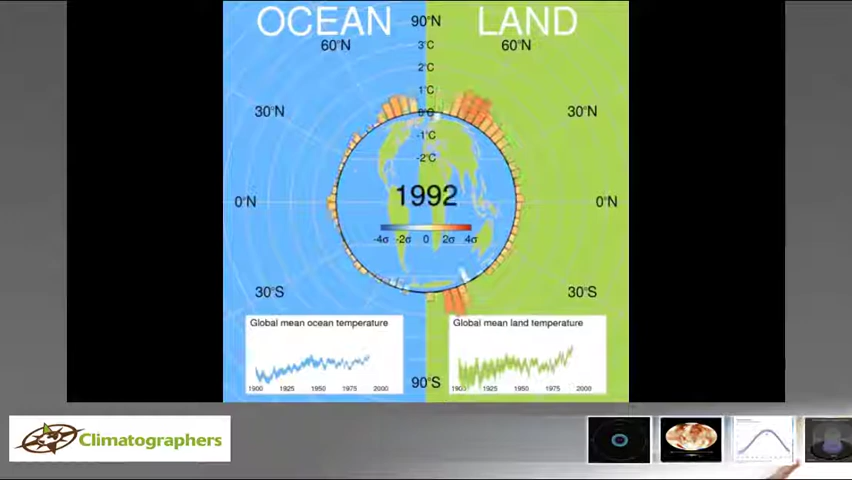 OCEAN LAND
90°N
60°N 60°N
3°C
2°C
1°C
0°C
30°N 30°N
-1°C
-2°C
1992
0°N 0°N
-4σ -2σ 0 2σ 4σ
30°S 30°S
Global mean ocean temperature
1900 1925 1950 1975 2000
Global mean land temperature
1900 1925 1950 1975 2000
90°S
Climatographers